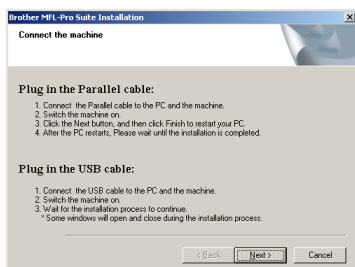 Brother MFL-Pro Suite Installation
Connect the machine
Plug in the Parallel cable:
1. Connect the Parallel cable to the PC and the machine.
2. Switch the machine on.
3. Click the Next button, and then click Finish to restart your PC.
4. After the PC restarts, Please wait until the installation is completed.
Plug in the USB cable:
1. Connect the USB cable to the PC and the machine.
2. Switch the machine on.
3. Wait for the installation process to continue.
* Some windows will open and close during the installation process.
< Back Next > Cancel